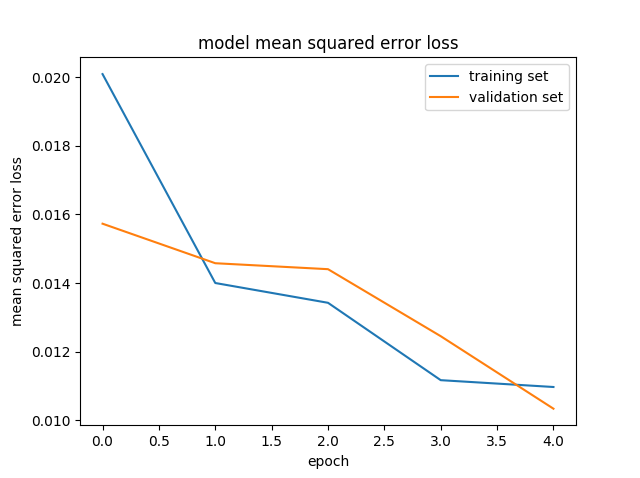 model mean squared error loss
training set
validation set
mean squared error loss
0.020
0.018
0.016
0.014
0.012
0.010
0.0 0.5 1.0 1.5 2.0 2.5 3.0 3.5 4.0
epoch